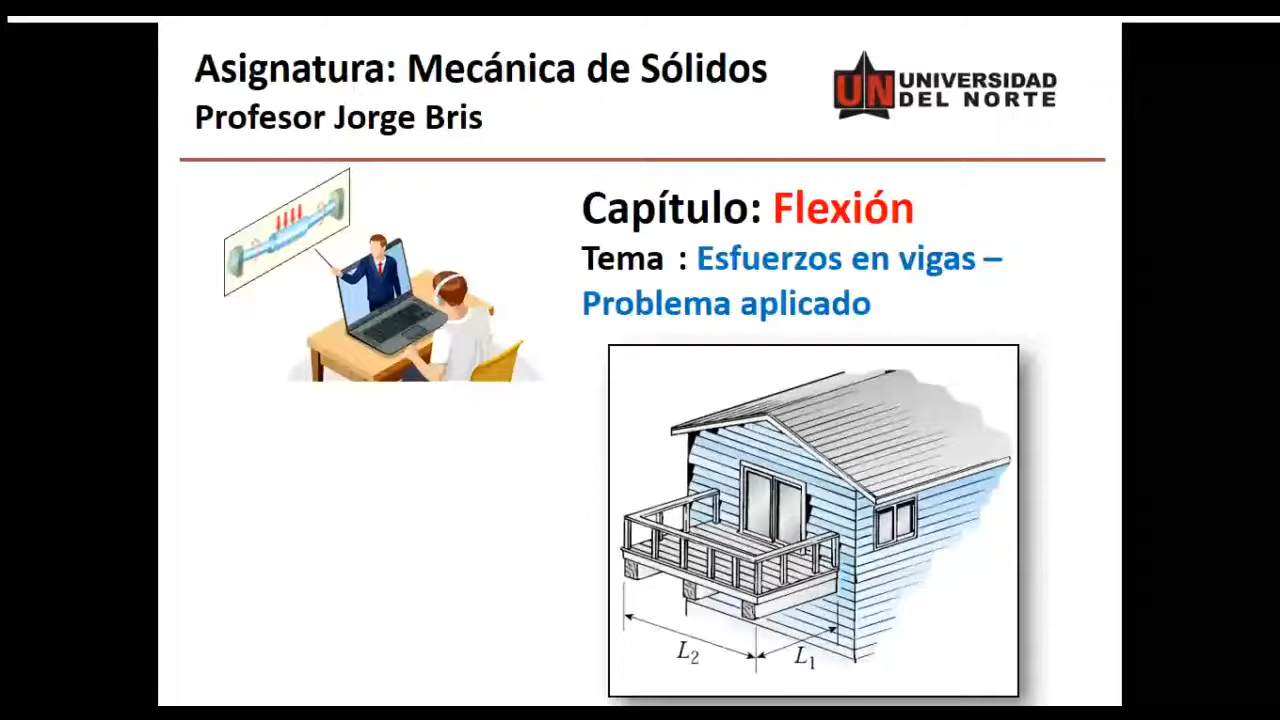 Asignatura: Mecánica de Sólidos
Profesor Jorge Bris
UNIVERSIDAD
DEL NORTE
UN
Capítulo: Flexión
Tema : Esfuerzos en vigas –
Problema aplicado
L₂
L₁